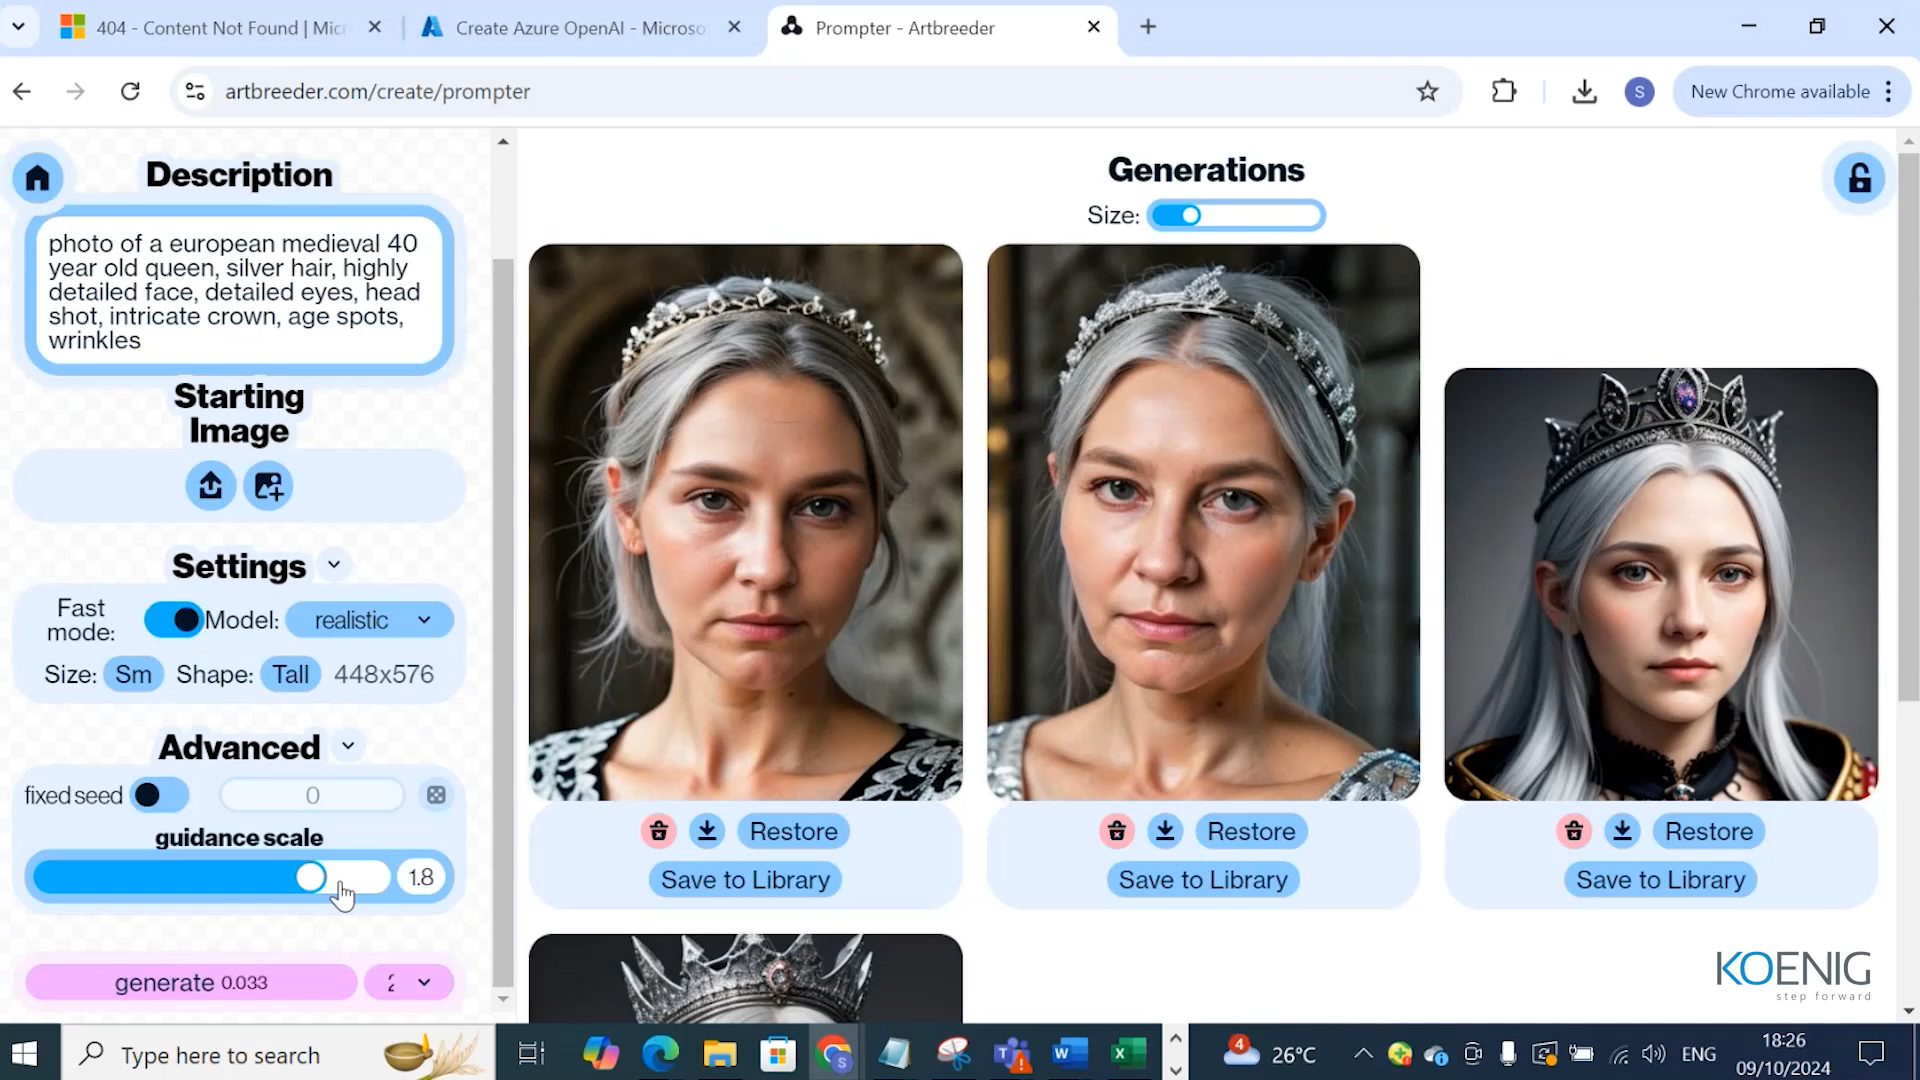 404 - Content Not Found | Micr
Create Azure OpenAI - Microso
Prompter - Artbreeder
artbreeder.com/create/prompter
S
New Chrome available
Description
photo of a european medieval 40
year old queen, silver hair, highly
detailed face, detailed eyes, head
shot, intricate crown, age spots,
wrinkles
Starting
Image
Settings
Fast
mode:
Model: realistic
Size: Sm Shape: Tall 448x576
Advanced
fixed seed 0
guidance scale
1.8
generate 0.033
2
Generations
Size:
Restore
Save to Library
Restore
Save to Library
Restore
Save to Library
KOENIG
step forward
Type here to search
S
4
26°C
ENG
18:26
09/10/2024